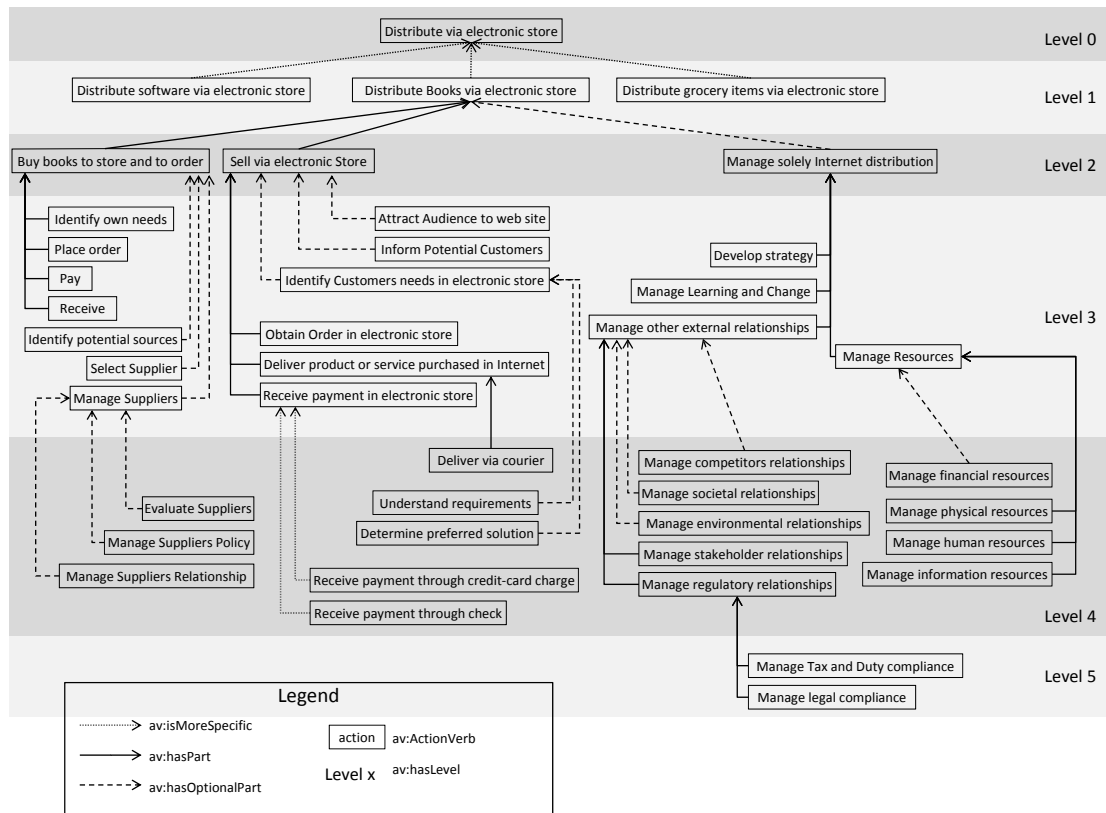 Distribute via electronic store
Level 0
Distribute software via electronic store
Distribute Books via electronic store
Distribute grocery items via electronic store
Level 1
Buy books to store and to order
Sell via electronic Store
Manage solely Internet distribution
Level 2
Identify own needs
Place order
Pay
Receive
Identify potential sources
Select Supplier
Manage Suppliers
Attract Audience to web site
Inform Potential Customers
Identify Customers needs in electronic store
Obtain Order in electronic store
Deliver product or service purchased in Internet
Receive payment in electronic store
Develop strategy
Manage Learning and Change
Manage other external relationships
Manage Resources
Level 3
Evaluate Suppliers
Manage Suppliers Policy
Manage Suppliers Relationship
Deliver via courier
Understand requirements
Determine preferred solution
Receive payment through credit-card charge
Receive payment through check
Manage competitors relationships
Manage societal relationships
Manage environmental relationships
Manage stakeholder relationships
Manage regulatory relationships
Manage financial resources
Manage physical resources
Manage human resources
Manage information resources
Level 4
Manage Tax and Duty compliance
Manage legal compliance
Level 5
Legend
av:isMoreSpecific
av:hasPart
av:hasOptionalPart
action
av:ActionVerb
Level x
av:hasLevel